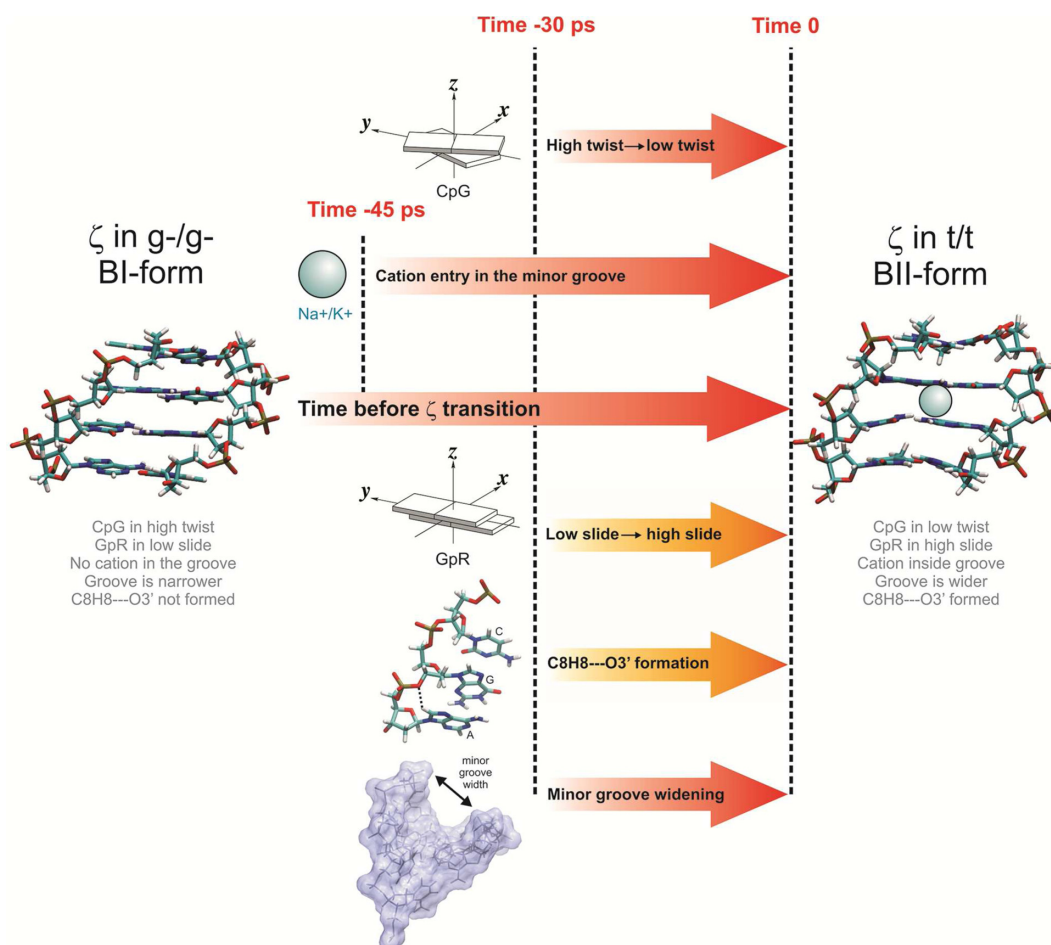 Time -30 ps
Time 0
z
x
y
CpG
High twist→low twist
Time -45 ps
ζ in g-/g-
BI-form
Na+/K+
Cation entry in the minor groove
ζ in t/t
BII-form
Time before ζ transition
CpG in high twist
GpR in low slide
No cation in the groove
Groove is narrower
C8H8---O3' not formed
z
x
y
GpR
Low slide→ high slide
CpG in low twist
GpR in high slide
Cation inside groove
Groove is wider
C8H8---O3' formed
C
G
A
C8H8---O3' formation
minor
groove
width
Minor groove widening